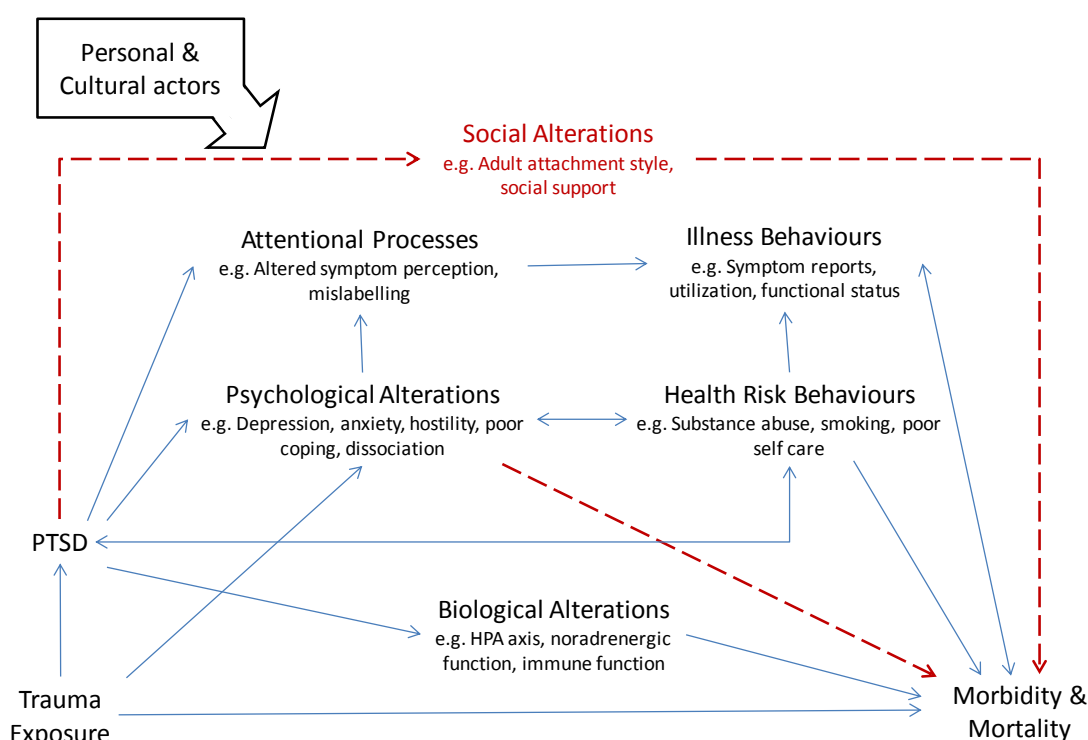 Personal &
Cultural actors
Social Alterations
e.g. Adult attachment style,
social support
Attentional Processes
e.g. Altered symptom perception,
mislabelling
Illness Behaviours
e.g. Symptom reports,
utilization, functional status
Psychological Alterations
e.g. Depression, anxiety, hostility, poor
coping, dissociation
Health Risk Behaviours
e.g. Substance abuse, smoking, poor
self care
PTSD
Biological Alterations
e.g. HPA axis, noradrenergic
function, immune function
Trauma
Exposure
Morbidity &
Mortality